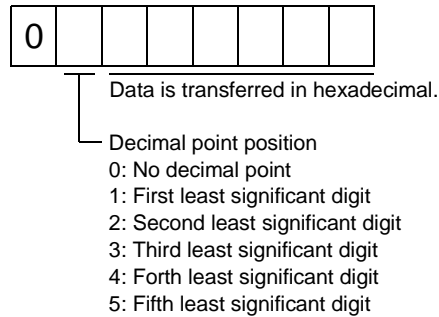 0
Data is transferred in hexadecimal.
Decimal point position
0: No decimal point
1: First least significant digit
2: Second least significant digit
3: Third least significant digit
4: Forth least significant digit
5: Fifth least significant digit